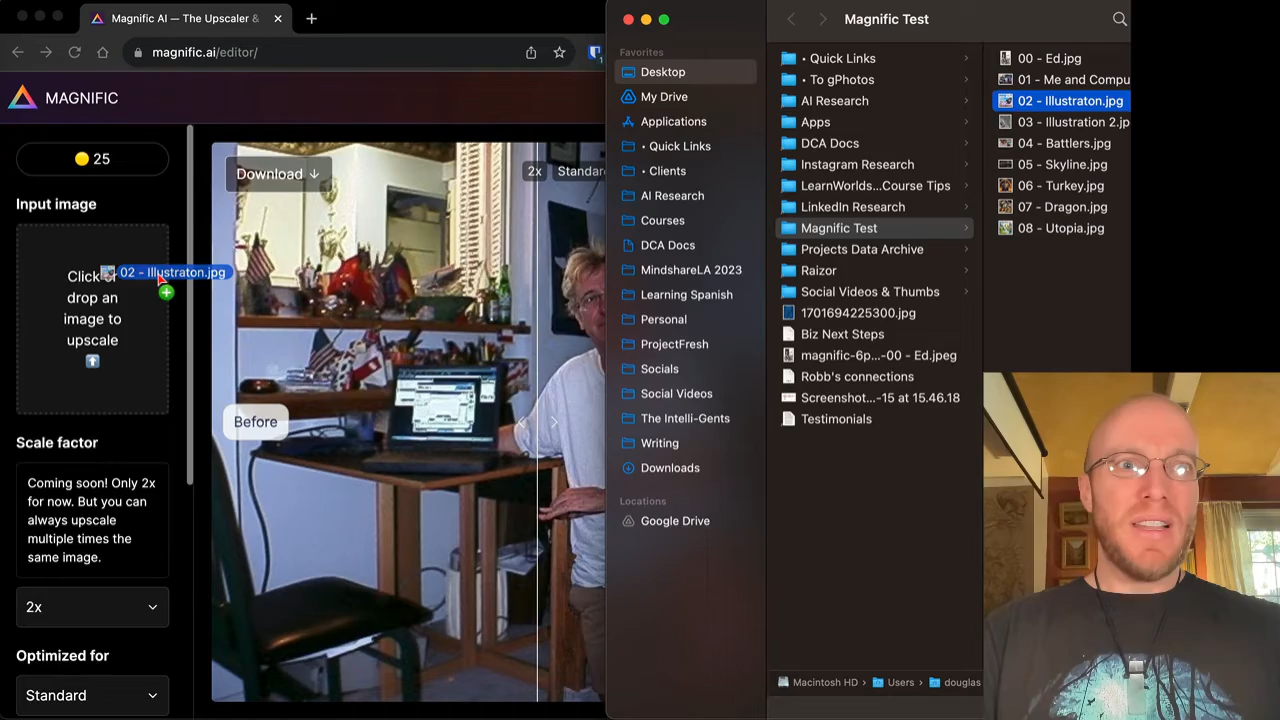 Magnific AI — The Upscaler &
magnific.ai/editor/
MAGNIFIC
25
Input image
Click or
drop an
image to
upscale
02 - Illustraton.jpg
Scale factor
Coming soon! Only 2x
for now. But you can
always upscale
multiple times the
same image.
2x
Optimized for
Standard
Download ↓
2x
Standard
Before
Favorites
Desktop
My Drive
Applications
• Quick Links
• Clients
AI Research
Courses
DCA Docs
MindshareLA 2023
Learning Spanish
Personal
ProjectFresh
Socials
Social Videos
The Intelli-Gents
Writing
Downloads
Locations
Google Drive
Magnific Test
• Quick Links
• To gPhotos
AI Research
Apps
DCA Docs
Instagram Research
LearnWorlds...Course Tips
LinkedIn Research
Magnific Test
Projects Data Archive
Raizor
Social Videos & Thumbs
1701694225300.jpg
Biz Next Steps
magnific-6p...-00 - Ed.jpeg
Robb's connections
Screenshot...-15 at 15.46.18
Testimonials
00 - Ed.jpg
01 - Me and Compu
02 - Illustraton.jpg
03 - Illustration 2.jp
04 - Battlers.jpg
05 - Skyline.jpg
06 - Turkey.jpg
07 - Dragon.jpg
08 - Utopia.jpg
Macintosh HD › Users › douglas